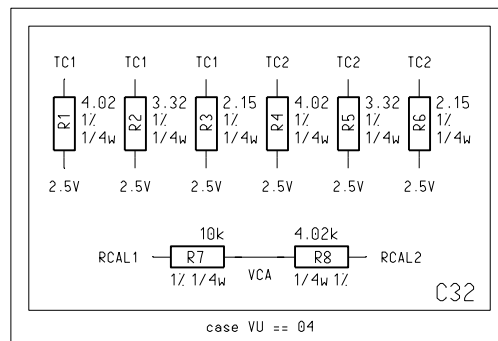 TC1 TC1 TC1 TC2 TC2 TC2
R1 4.02 1% 1/4w
R2 3.32 1% 1/4w
R3 2.15 1% 1/4w
R4 4.02 1% 1/4w
R5 3.32 1% 1/4w
R6 2.15 1% 1/4w
2.5V 2.5V 2.5V 2.5V 2.5V 2.5V
10k 4.02k
RCAL1 R7 R8 RCAL2
1% 1/4w VCA 1/4w 1%
C32
case VU == 04